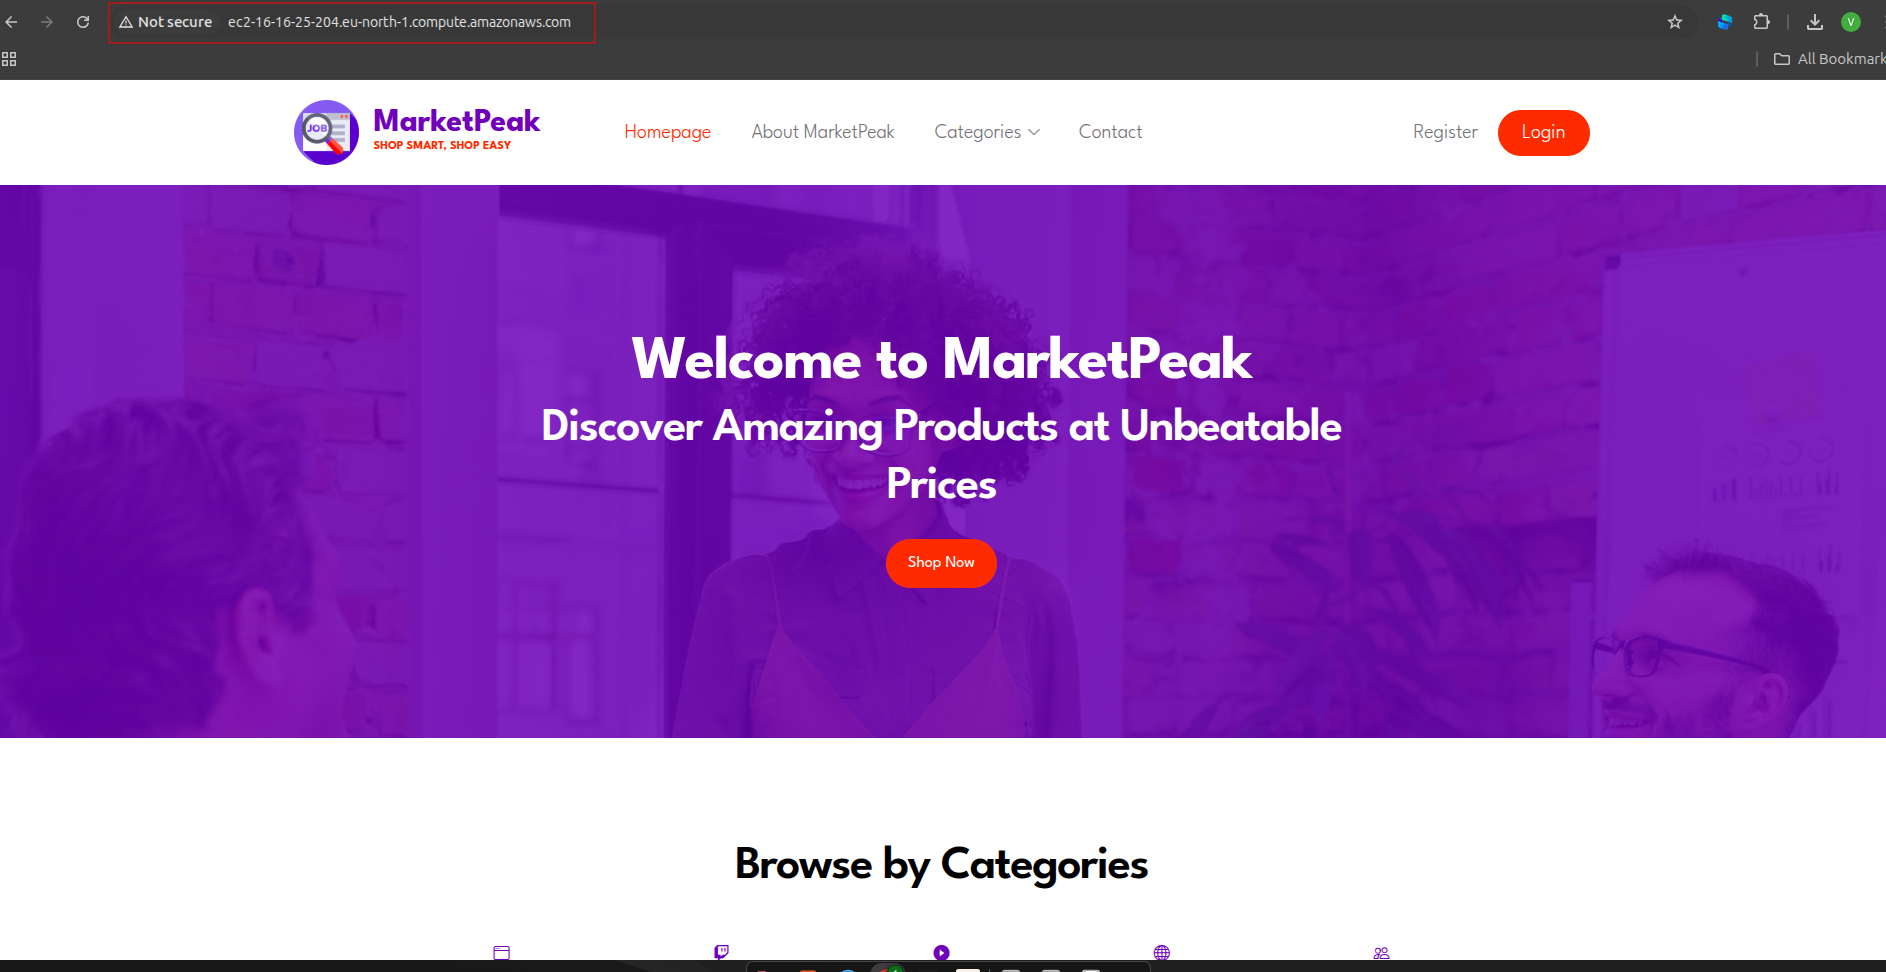 Not secure ec2-16-16-25-204.eu-north-1.compute.amazonaws.com
V
All Bookmark
JOB
MarketPeak
SHOP SMART, SHOP EASY
Homepage About MarketPeak Categories Contact Register Login
Welcome to MarketPeak
Discover Amazing Products at Unbeatable
Prices
Shop Now
Browse by Categories